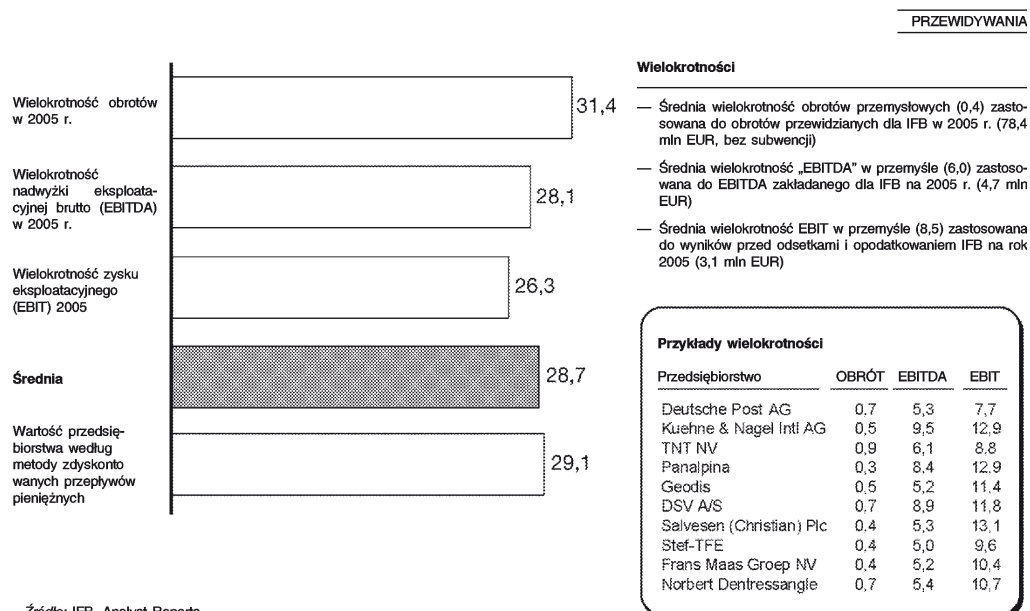 PRZEWIDYWANIA
Wielokrotność obrotów
w 2005 r.
31,4
Wielokrotność
nadwyżki eksploata-
cyjnej brutto (EBITDA)
w 2005 r.
28,1
Wielokrotność zysku
eksploatacyjnego
(EBIT) 2005
26,3
Średnia
28,7
Wartość przedsię-
biorstwa według
metody zdyskonto
wanych przepływów
pieniężnych
29,1
Wielokrotności
— Średnia wielokrotność obrotów przemysłowych (0,4) zasto-
sowana do obrotów przewidzianych dla IFB w 2005 r. (78,4
mln EUR, bez subwencji)
— Średnia wielokrotność „EBITDA” w przemyśle (6,0) zastoso-
wana do EBITDA zakładanego dla IFB na 2005 r. (4,7 mln
EUR)
— Średnia wielokrotność EBIT w przemyśle (8,5) zastosowana
do wyników przed odsetkami i opodatkowaniem IFB na rok
2005 (3,1 mln EUR)
Przykłady wielokrotności
Przedsiębiorstwo OBRÓT EBITDA EBIT
Deutsche Post AG 0,7 5,3 7,7
Kuehne & Nagel Intl AG 0,5 9,5 12,9
TNT NV 0,9 6,1 8,8
Panalpina 0,3 8,4 12,9
Geodis 0,5 5,2 11,4
DSV A/S 0,7 8,9 11,8
Salvesen (Christian) Plc 0,4 5,3 13,1
Stef-TFE 0,4 5,0 9,6
Frans Maas Groep NV 0,4 5,2 10,4
Norbert Dentressangle 0,7 5,4 10,7
Źródło: IFB, Analyst Reports